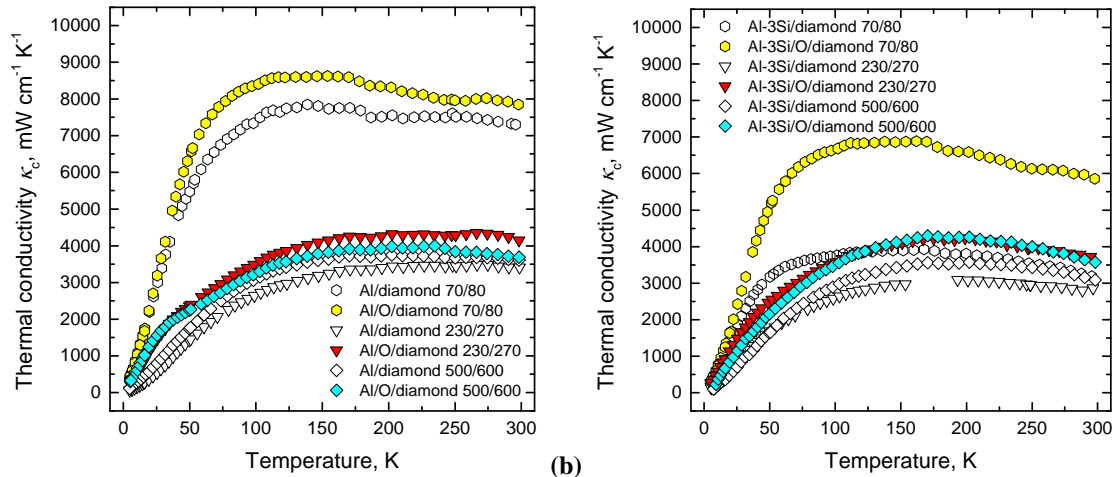 10000
9000
8000
7000
6000
5000
4000
3000
2000
1000
0
Thermal conductivity κc, mW cm⁻¹ K⁻¹
Al/diamond 70/80
Al/O/diamond 70/80
Al/diamond 230/270
Al/O/diamond 230/270
Al/diamond 500/600
Al/O/diamond 500/600
0 50 100 150 200 250 300
Temperature, K
(b)
10000
9000
8000
7000
6000
5000
4000
3000
2000
1000
0
Thermal conductivity κc, mW cm⁻¹ K⁻¹
Al-3Si/diamond 70/80
Al-3Si/O/diamond 70/80
Al-3Si/diamond 230/270
Al-3Si/O/diamond 230/270
Al-3Si/diamond 500/600
Al-3Si/O/diamond 500/600
0 50 100 150 200 250 300
Temperature, K